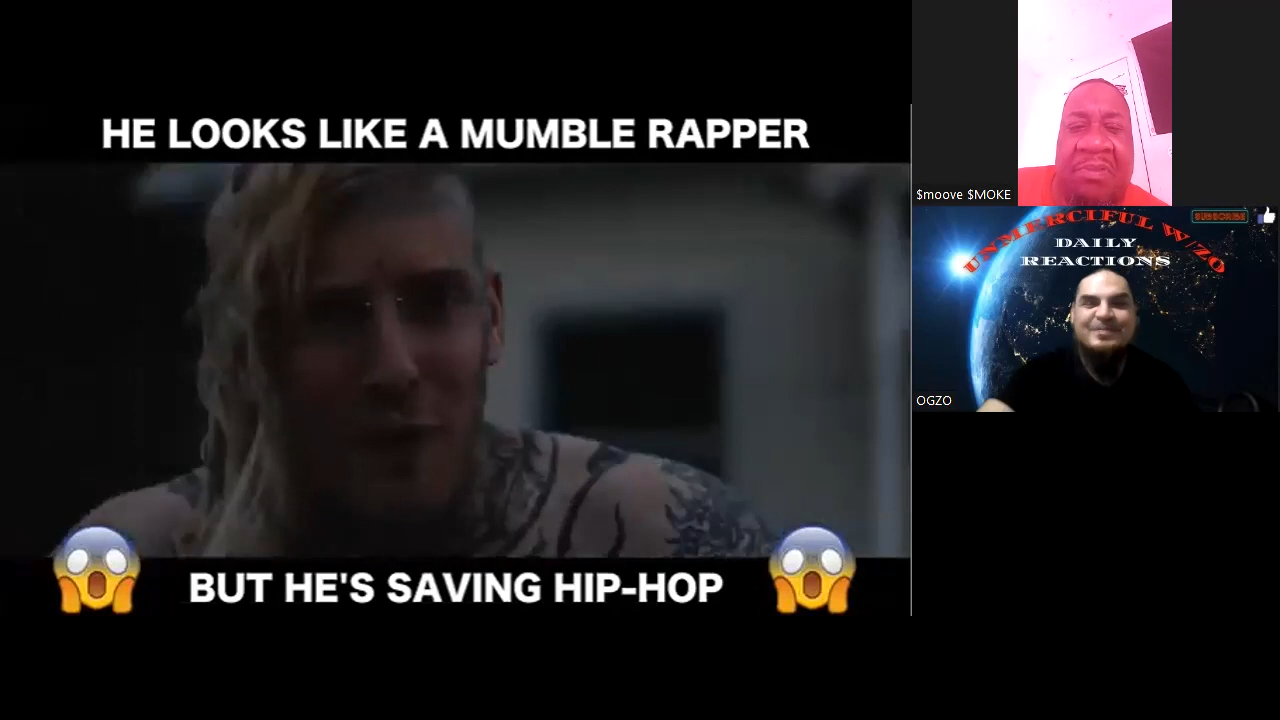 HE LOOKS LIKE A MUMBLE RAPPER
BUT HE'S SAVING HIP-HOP
$moove $MOKE
UNMERCIFUL W/ZO
SUBSCRIBE
DAILY
REACTIONS
OGZO